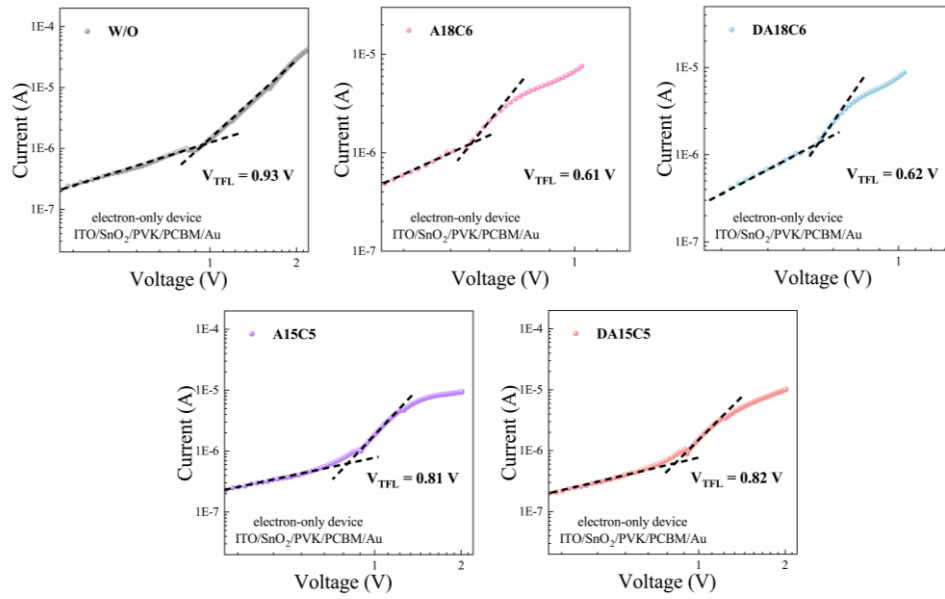 W/O
1E-4
1E-5
1E-6
1E-7
Current (A)
V_TFL = 0.93 V
electron-only device
ITO/SnO₂/PVK/PCBM/Au
1
2
Voltage (V)
A18C6
1E-5
1E-6
1E-7
Current (A)
V_TFL = 0.61 V
electron-only device
ITO/SnO₂/PVK/PCBM/Au
1
Voltage (V)
DA18C6
1E-5
1E-6
1E-7
Current (A)
V_TFL = 0.62 V
electron-only device
ITO/SnO₂/PVK/PCBM/Au
1
Voltage (V)
A15C5
1E-4
1E-5
1E-6
1E-7
Current (A)
V_TFL = 0.81 V
electron-only device
ITO/SnO₂/PVK/PCBM/Au
1
2
Voltage (V)
DA15C5
1E-4
1E-5
1E-6
1E-7
Current (A)
V_TFL = 0.82 V
electron-only device
ITO/SnO₂/PVK/PCBM/Au
1
2
Voltage (V)